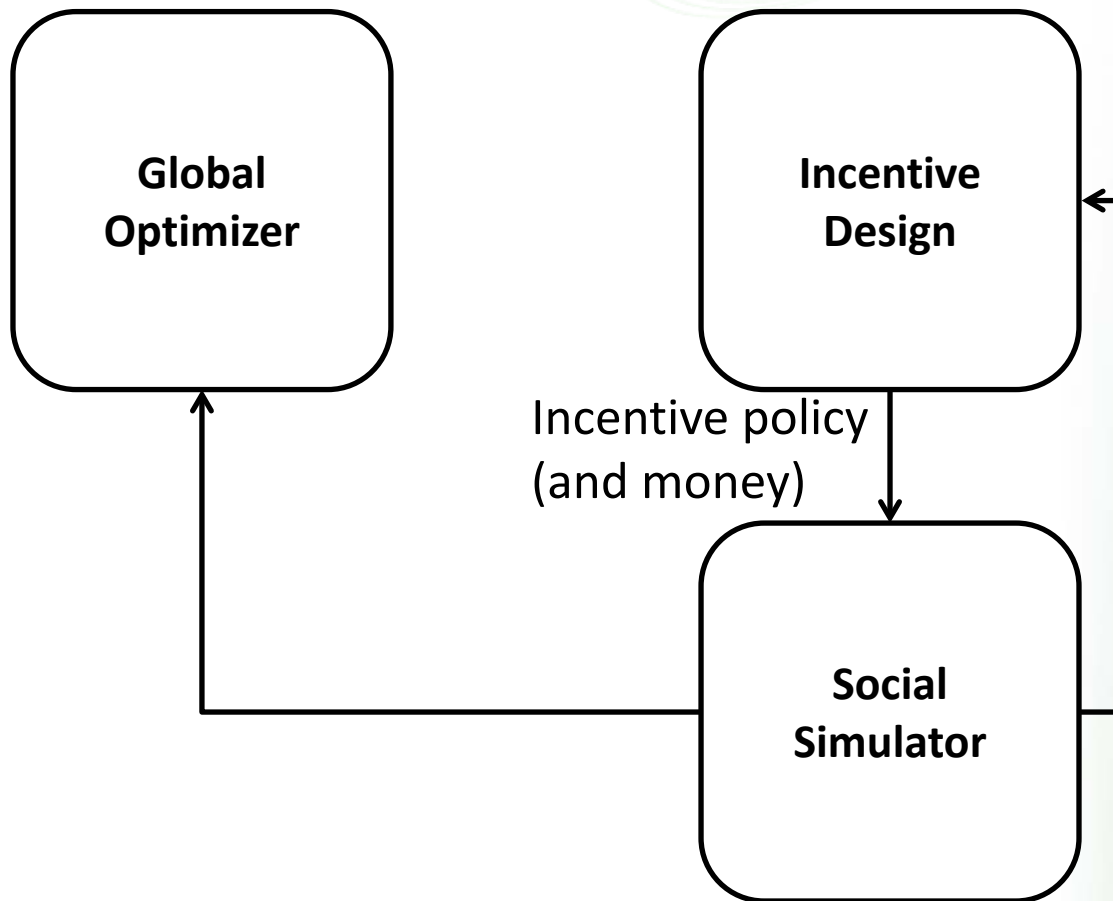 Global
Optimizer
Incentive
Design
Incentive policy
(and money)
Social
Simulator